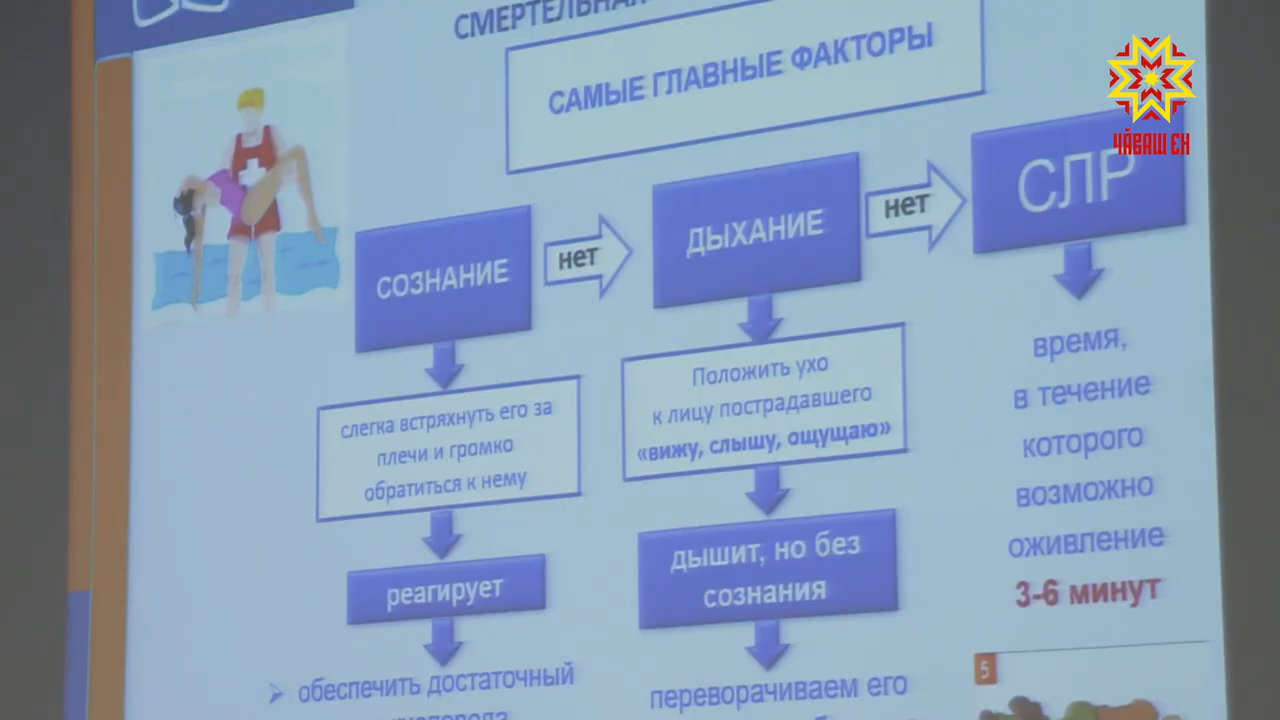 СМЕРТЕЛЬНАЯ
САМЫЕ ГЛАВНЫЕ ФАКТОРЫ
ЧӐВАШ ЕН
СОЗНАНИЕ
нет
ДЫХАНИЕ
нет
СЛР
слегка встряхнуть его за
плечи и громко
обратиться к нему
Положить ухо
к лицу пострадавшего
«вижу, слышу, ощущаю»
время,
в течение
которого
возможно
оживление
3-6 минут
реагирует
дышит, но без
сознания
обеспечить достаточный
переворачиваем его
5